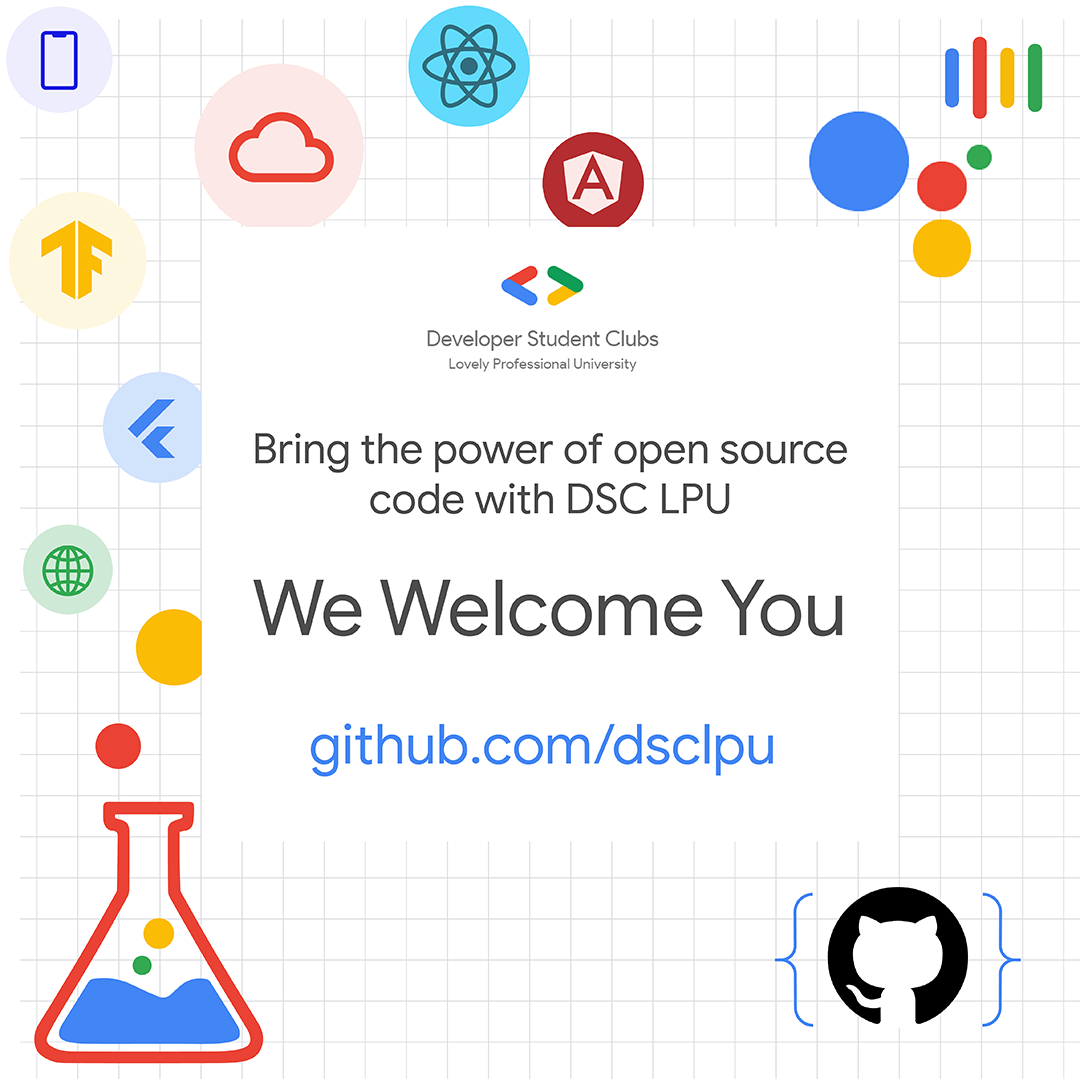 Developer Student Clubs
Lovely Professional University
Bring the power of open source
code with DSC LPU
We Welcome You
github.com/dsclpu